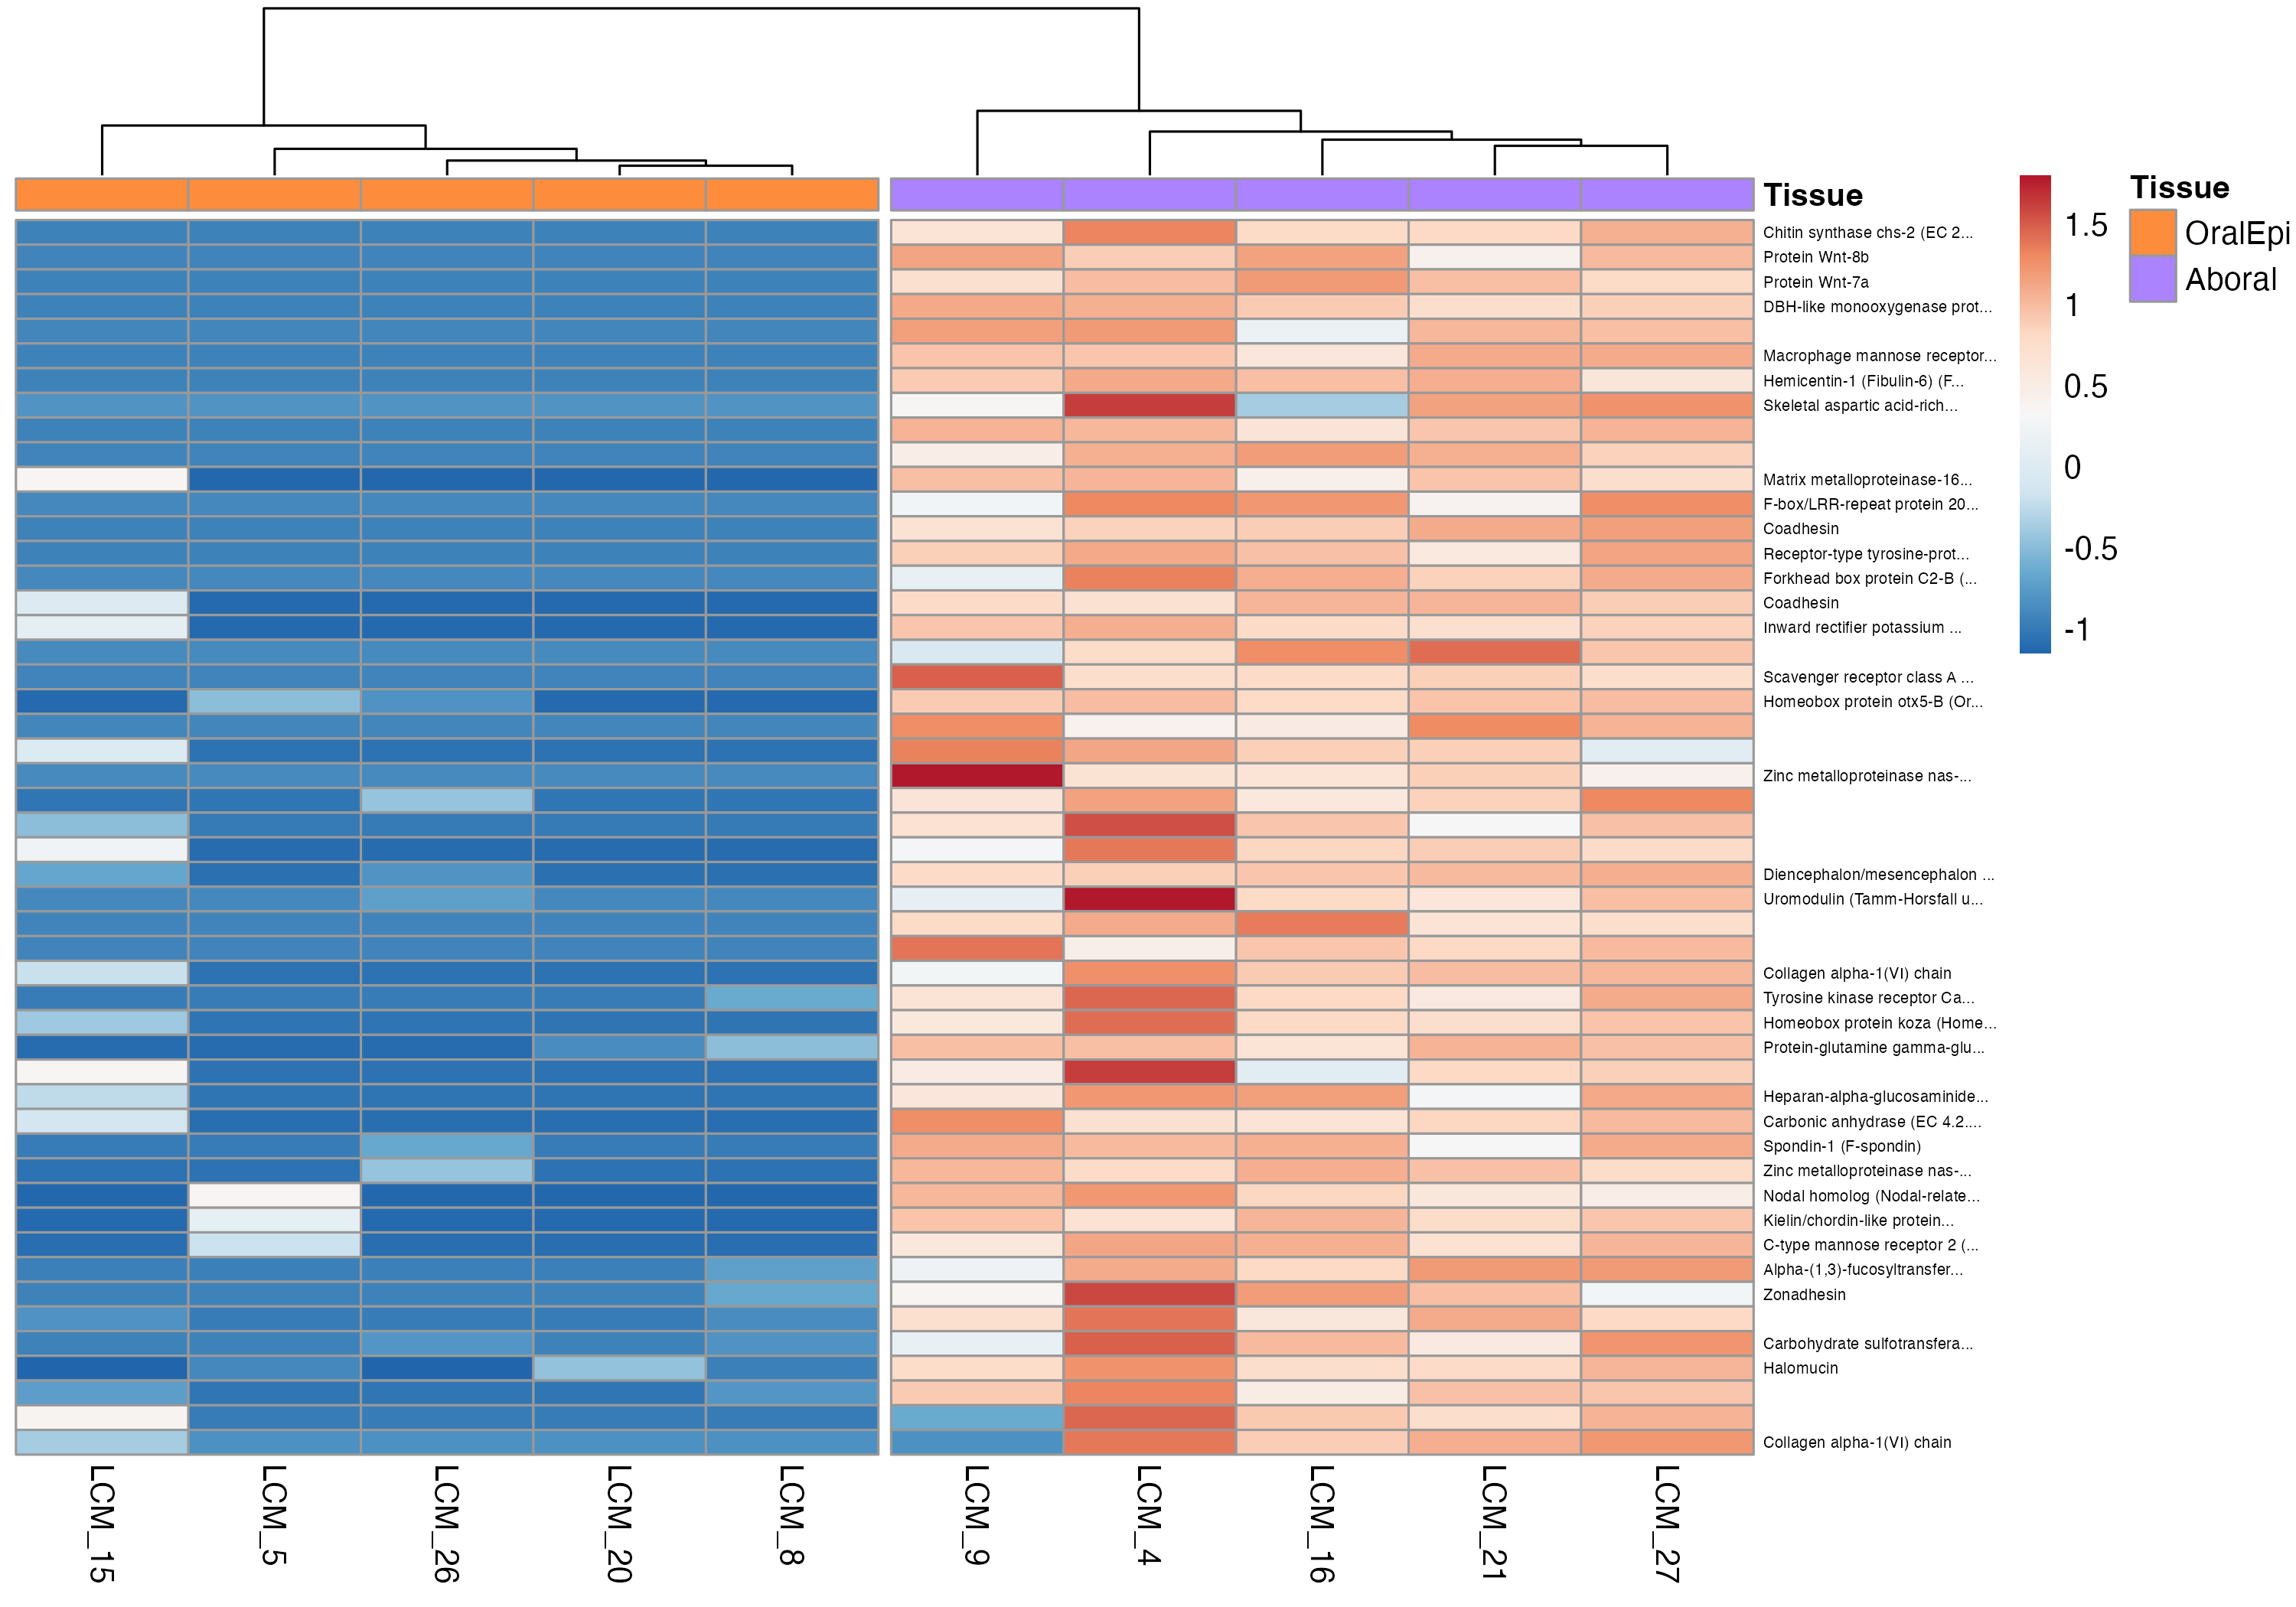 Tissue
Chitin synthase chs-2 (EC 2...
Protein Wnt-8b
Protein Wnt-7a
DBH-like monooxygenase prot...
Macrophage mannose receptor...
Hemicentin-1 (Fibulin-6) (F...
Skeletal aspartic acid-rich...
Matrix metalloproteinase-16...
F-box/LRR-repeat protein 20...
Coadhesin
Receptor-type tyrosine-prot...
Forkhead box protein C2-B (...
Coadhesin
Inward rectifier potassium ...
Scavenger receptor class A ...
Homeobox protein otx5-B (Or...
Zinc metalloproteinase nas-...
Diencephalon/mesencephalon ...
Uromodulin (Tamm-Horsfall u...
Collagen alpha-1(VI) chain
Tyrosine kinase receptor Ca...
Homeobox protein koza (Home...
Protein-glutamine gamma-glu...
Heparan-alpha-glucosaminide...
Carbonic anhydrase (EC 4.2....
Spondin-1 (F-spondin)
Zinc metalloproteinase nas-...
Nodal homolog (Nodal-relate...
Kielin/chordin-like protein...
C-type mannose receptor 2 (...
Alpha-(1,3)-fucosyltransfer...
Zonadhesin
Carbohydrate sulfotransfera...
Halomucin
Collagen alpha-1(VI) chain
1.5
1
0.5
0
-0.5
-1
Tissue
OralEpi
Aboral
LCM_15
LCM_5
LCM_26
LCM_20
LCM_8
LCM_9
LCM_4
LCM_16
LCM_21
LCM_27